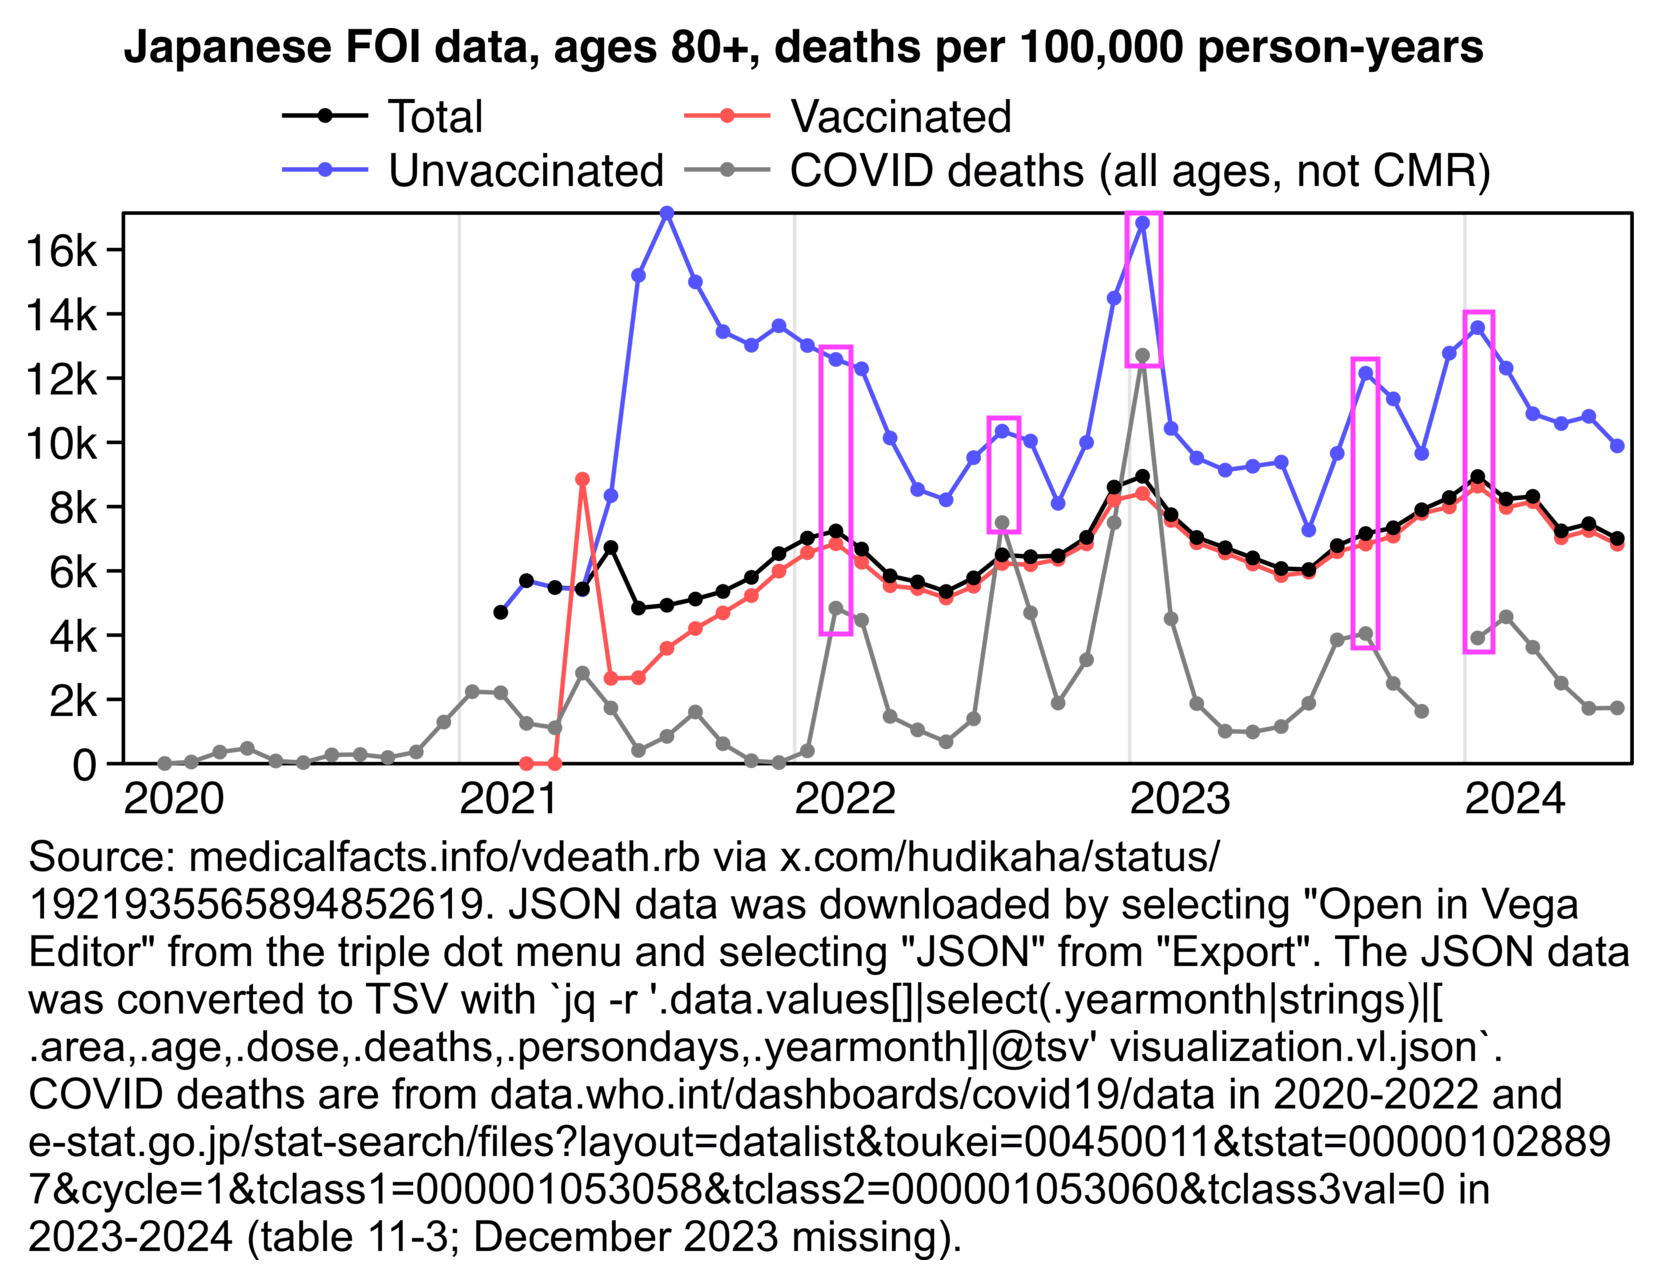 Japanese FOI data, ages 80+, deaths per 100,000 person-years
Total
Vaccinated
Unvaccinated
COVID deaths (all ages, not CMR)
16k
14k
12k
10k
8k
6k
4k
2k
0
2020
2021
2022
2023
2024
Source: medicalfacts.info/vdeath.rb via x.com/hudikaha/status/
1921935565894852619. JSON data was downloaded by selecting "Open in Vega
Editor" from the triple dot menu and selecting "JSON" from "Export". The JSON data
was converted to TSV with `jq -r '.data.values[]|select(.yearmonth|strings)|[
.area,.age,.dose,.deaths,.persondays,.yearmonth]|@tsv' visualization.vl.json`.
COVID deaths are from data.who.int/dashboards/covid19/data in 2020-2022 and
e-stat.go.jp/stat-search/files?layout=datalist&toukei=00450011&tstat=00000102889
7&cycle=1&tclass1=000001053058&tclass2=000001053060&tclass3val=0 in
2023-2024 (table 11-3; December 2023 missing).